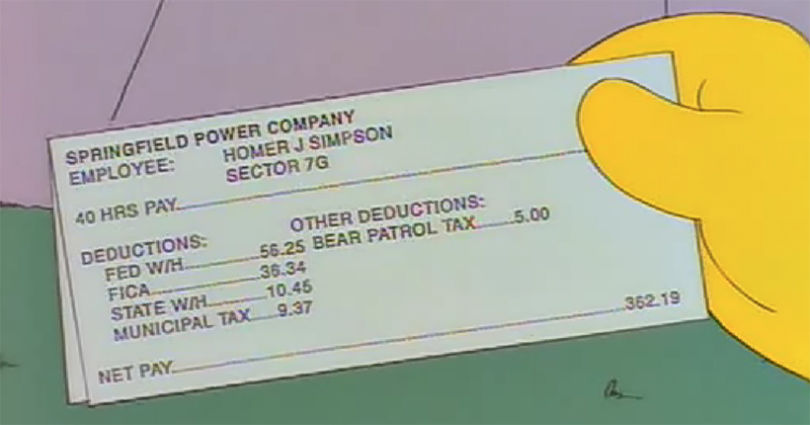 SPRINGFIELD POWER COMPANY
EMPLOYEE: HOMER J SIMPSON
SECTOR 7G
40 HRS PAY
DEDUCTIONS: OTHER DEDUCTIONS:
FED W/H 56.25 BEAR PATROL TAX 5.00
FICA 36.34
STATE W/H 10.45
MUNICIPAL TAX 9.37
NET PAY 362.19